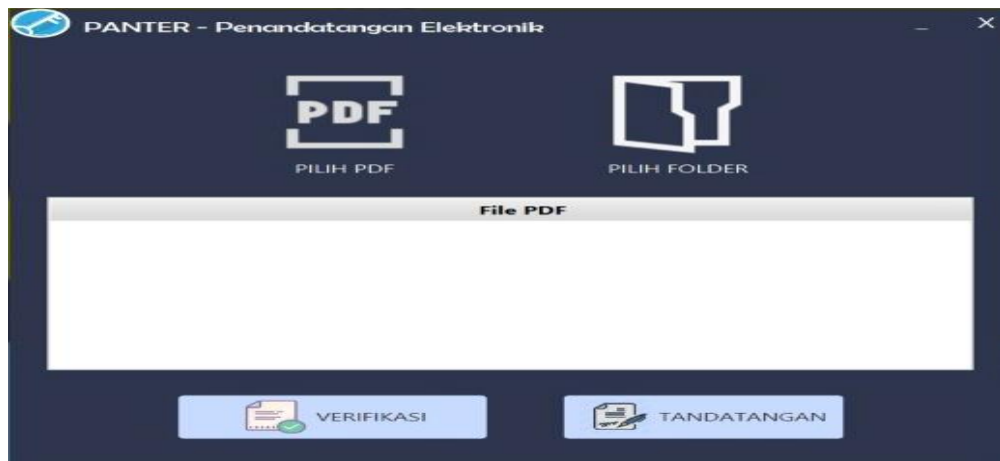 PANTER - Penandatangan Elektronik
PDF
PILIH PDF
PILIH FOLDER
File PDF
VERIFIKASI
TANDATANGAN